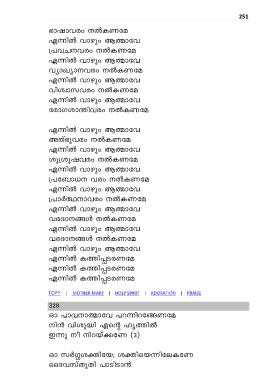 251
ഭാഷാവരം നൽകണമേ
എന്നിൽ വാഴും ആത്മാവേ
പ്രവചനവരം നൽകണമേ
എന്നിൽ വാഴും ആത്മാവേ
വ്യാഖ്യാനവരം നൽകണമേ
എന്നിൽ വാഴും ആത്മാവേ
വിശ്വാസവരം നൽകണമേ
എന്നിൽ വാഴും ആത്മാവേ
രോഗശാന്തിവരം നൽകണമേ
എന്നിൽ വാഴും ആത്മാവേ
അത്ഭുവരം നൽകണമേ
എന്നിൽ വാഴും ആത്മാവേ
ശുശ്രൂഷവരം നൽകണമേ
എന്നിൽ വാഴും ആത്മാവേ
പ്രബോധന വരം നൽകണമേ
എന്നിൽ വാഴും ആത്മാവേ
പ്രാർത്ഥനാവരം നൽകണമേ
എന്നിൽ വാഴും ആത്മാവേ
വരദാനങ്ങൾ നൽകണമേ
എന്നിൽ വാഴും ആത്മാവേ
വരദാനങ്ങൾ നൽകണമേ
എന്നിൽ വാഴും ആത്മാവേ
എന്നിൽ കത്തിപ്പടരണമേ
എന്നിൽ കത്തിപ്പടരണമേ
എന്നിൽ കത്തിപ്പടരണമേ
TOP^ | MOTHER MARY | HOLY SPIRIT | ADORATION | PRAISE
328
ഓ പാവനാത്മാവേ പറന്നിറങ്ങേണമേ
നിൻ വിശുദ്ധി എന്റെ ഹൃത്തിൽ
ഇന്നു നീ നിറയ്ക്കണേ (2)
ഓ സർഗ്ഗശക്തിയേ, ശക്തിയെന്നിലേകണേ
ദൈവസ്തുതി പാടിടാൻ